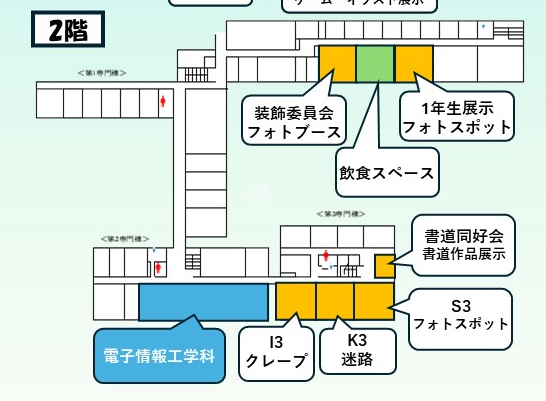 ゲーム・イラスト展示
2階
<第1専門棟>
装飾委員会
フォトブース
1年生展示
フォトスポット
飲食スペース
<第3専門棟>
<第2専門棟>
書道同好会
書道作品展示
S3
フォトスポット
I3
クレープ
K3
迷路
電子情報工学科